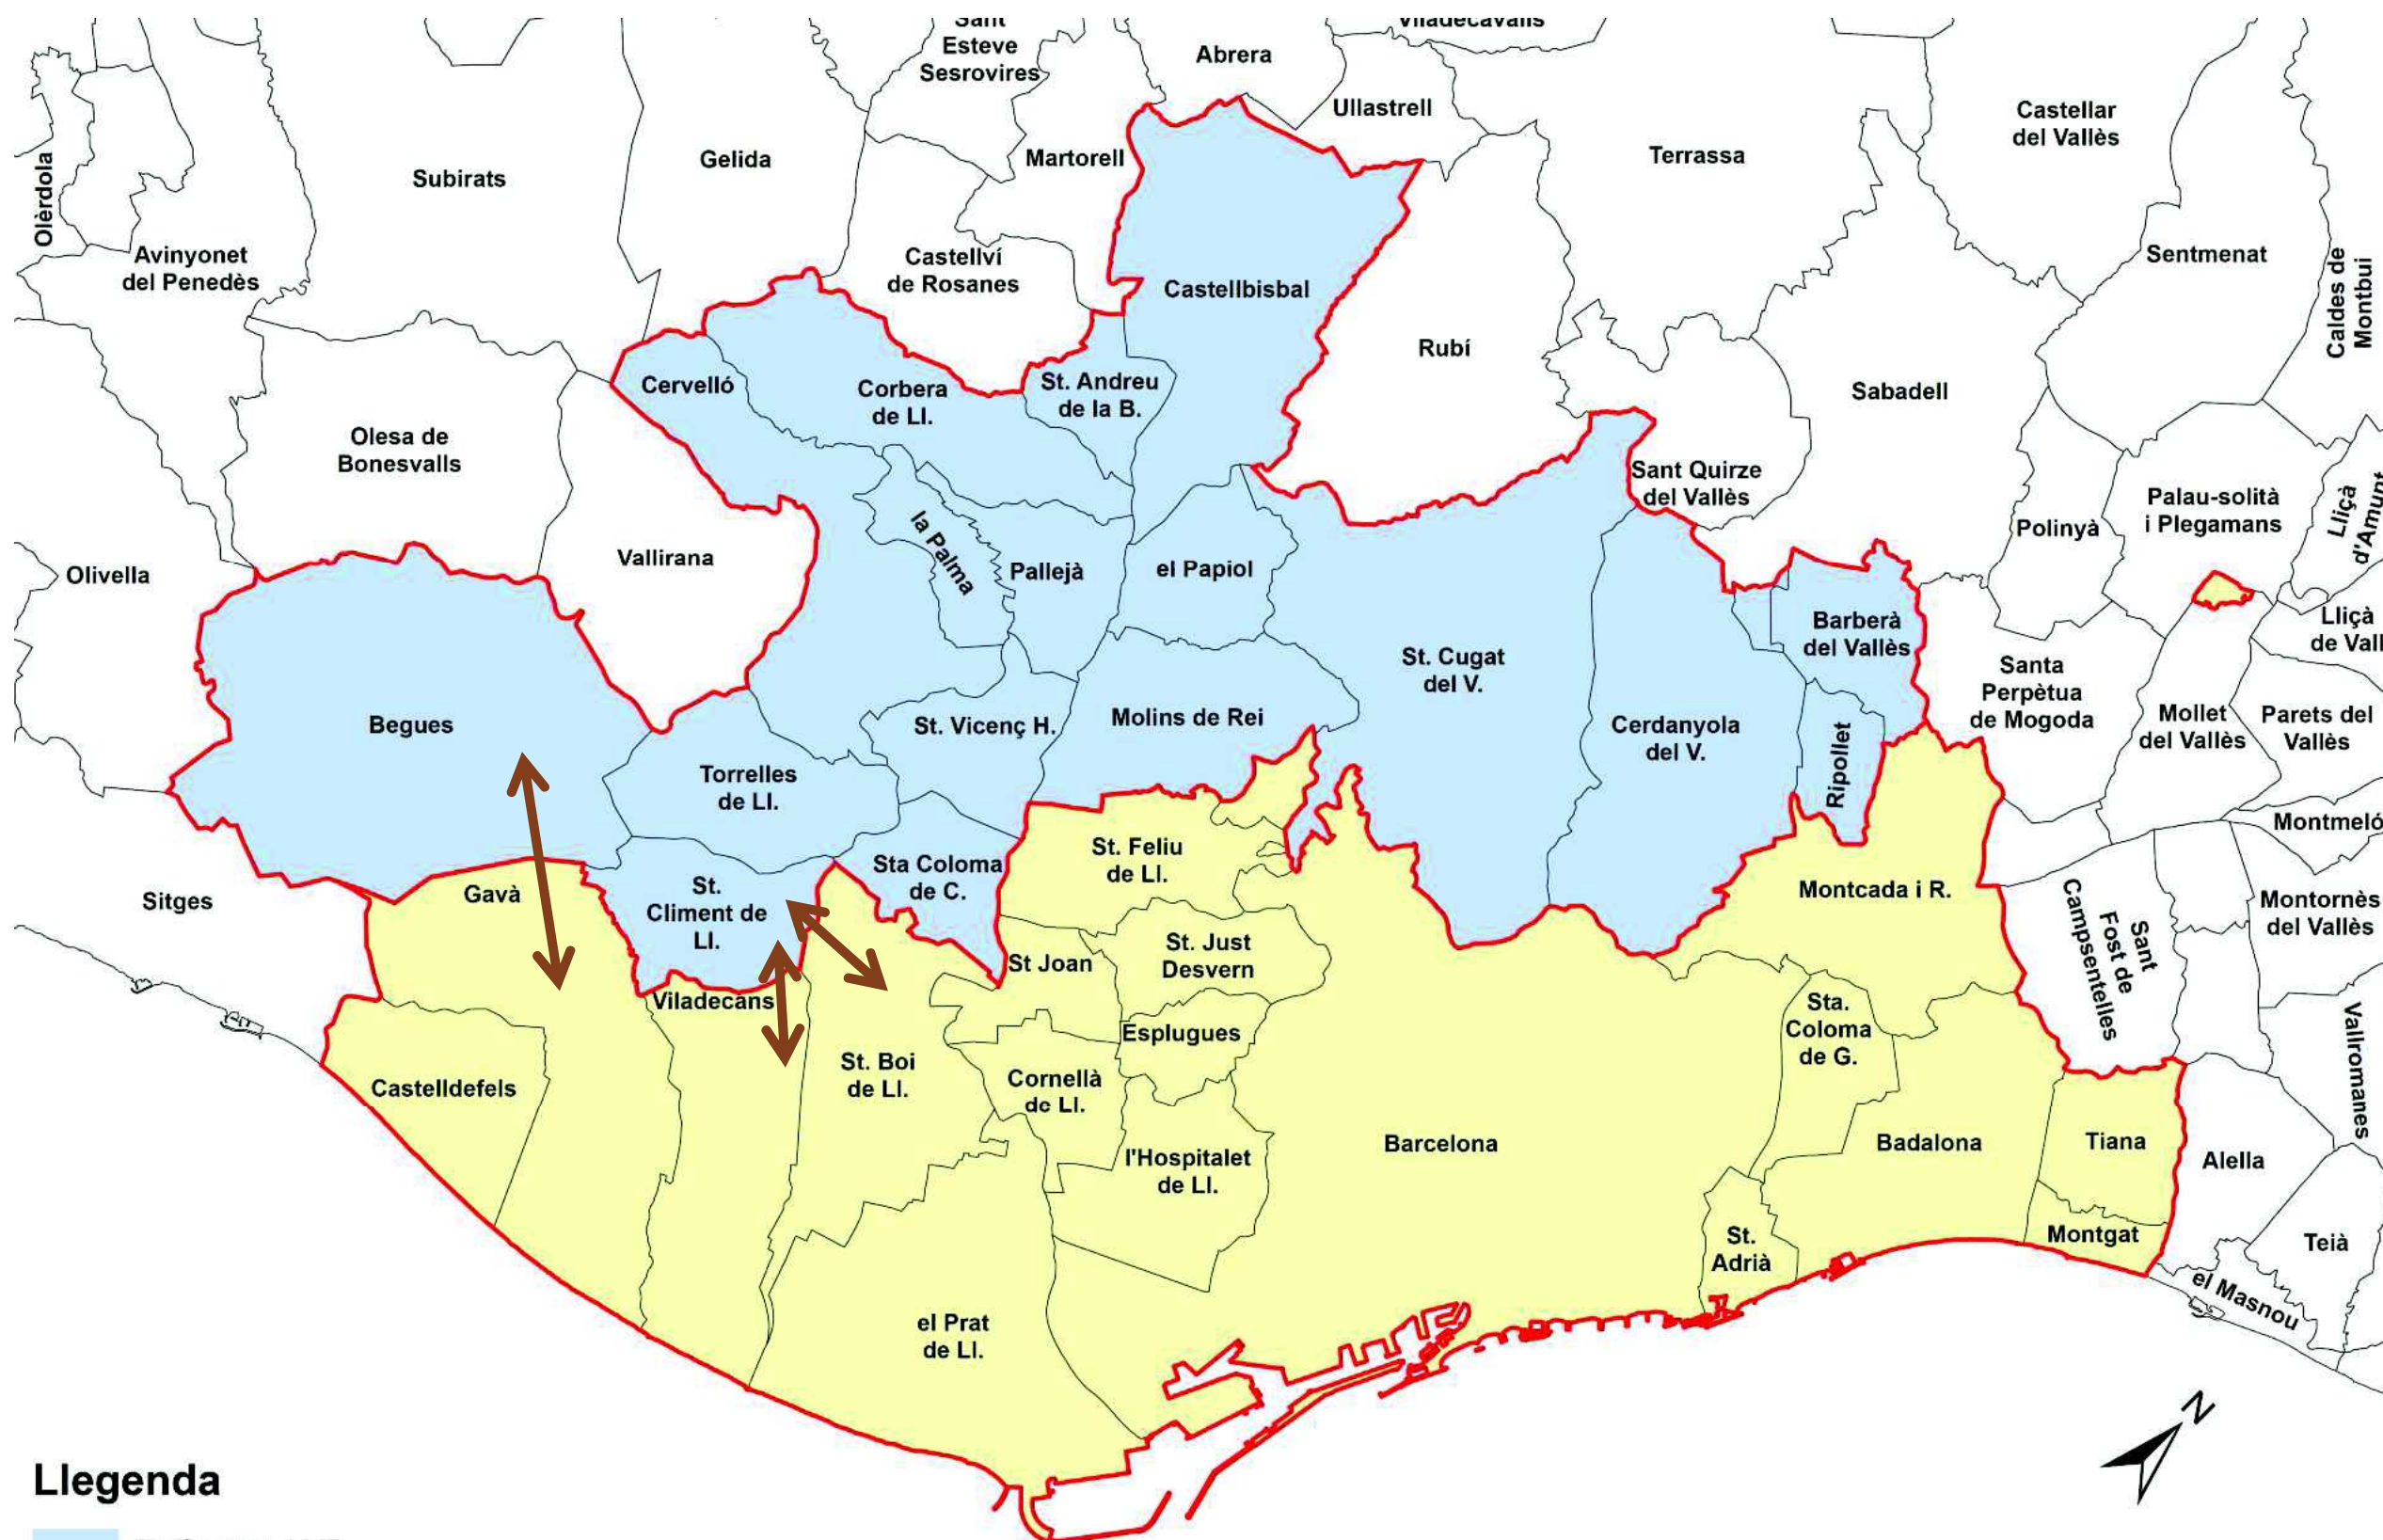 Sant
Esteve
Sesrovires
Abrera
Viladecavalls
Ullastrell
Castellar
del Vallès
Terrassa
Martorell
Gelida
Subirats
Olèrdola
Avinyonet
del Penedès
Castellví
de Rosanes
Castellbisbal
Sentmenat
Caldes de
Montbui
Rubí
Sabadell
Cervelló
Corbera
de Ll.
St. Andreu
de la B.
Olesa de
Bonesvalls
Sant Quirze
del Vallès
Palau-solità
i Plegamans
Lliçà
d'Amunt
Polinyà
Vallirana
la Palma
Pallejà
el Papiol
Olivella
Barberà
del Vallès
Lliçà
de Vall
St. Cugat
del V.
Santa
Perpètua
de Mogoda
Begues
St. Vicenç H.
Molins de Rei
Cerdanyola
del V.
Ripollet
Mollet
del Vallès
Parets del
Vallès
Torrelles
de Ll.
Montmeló
St. Feliu
de Ll.
Sta Coloma
de C.
Sitges
Gavà
St.
Climent de
Ll.
Montcada i R.
Sant
Fost de
Campsentelles
Montornès
del Vallès
St. Just
Desvern
St Joan
Viladecans
Sta.
Coloma
de G.
Vallromanes
Esplugues
St. Boi
de Ll.
Cornellà
de Ll.
Castelldefels
Barcelona
Badalona
Tiana
Alella
l'Hospitalet
de Ll.
St.
Adrià
Montgat
Teià
el Masnou
el Prat
de Ll.
N
Llegenda